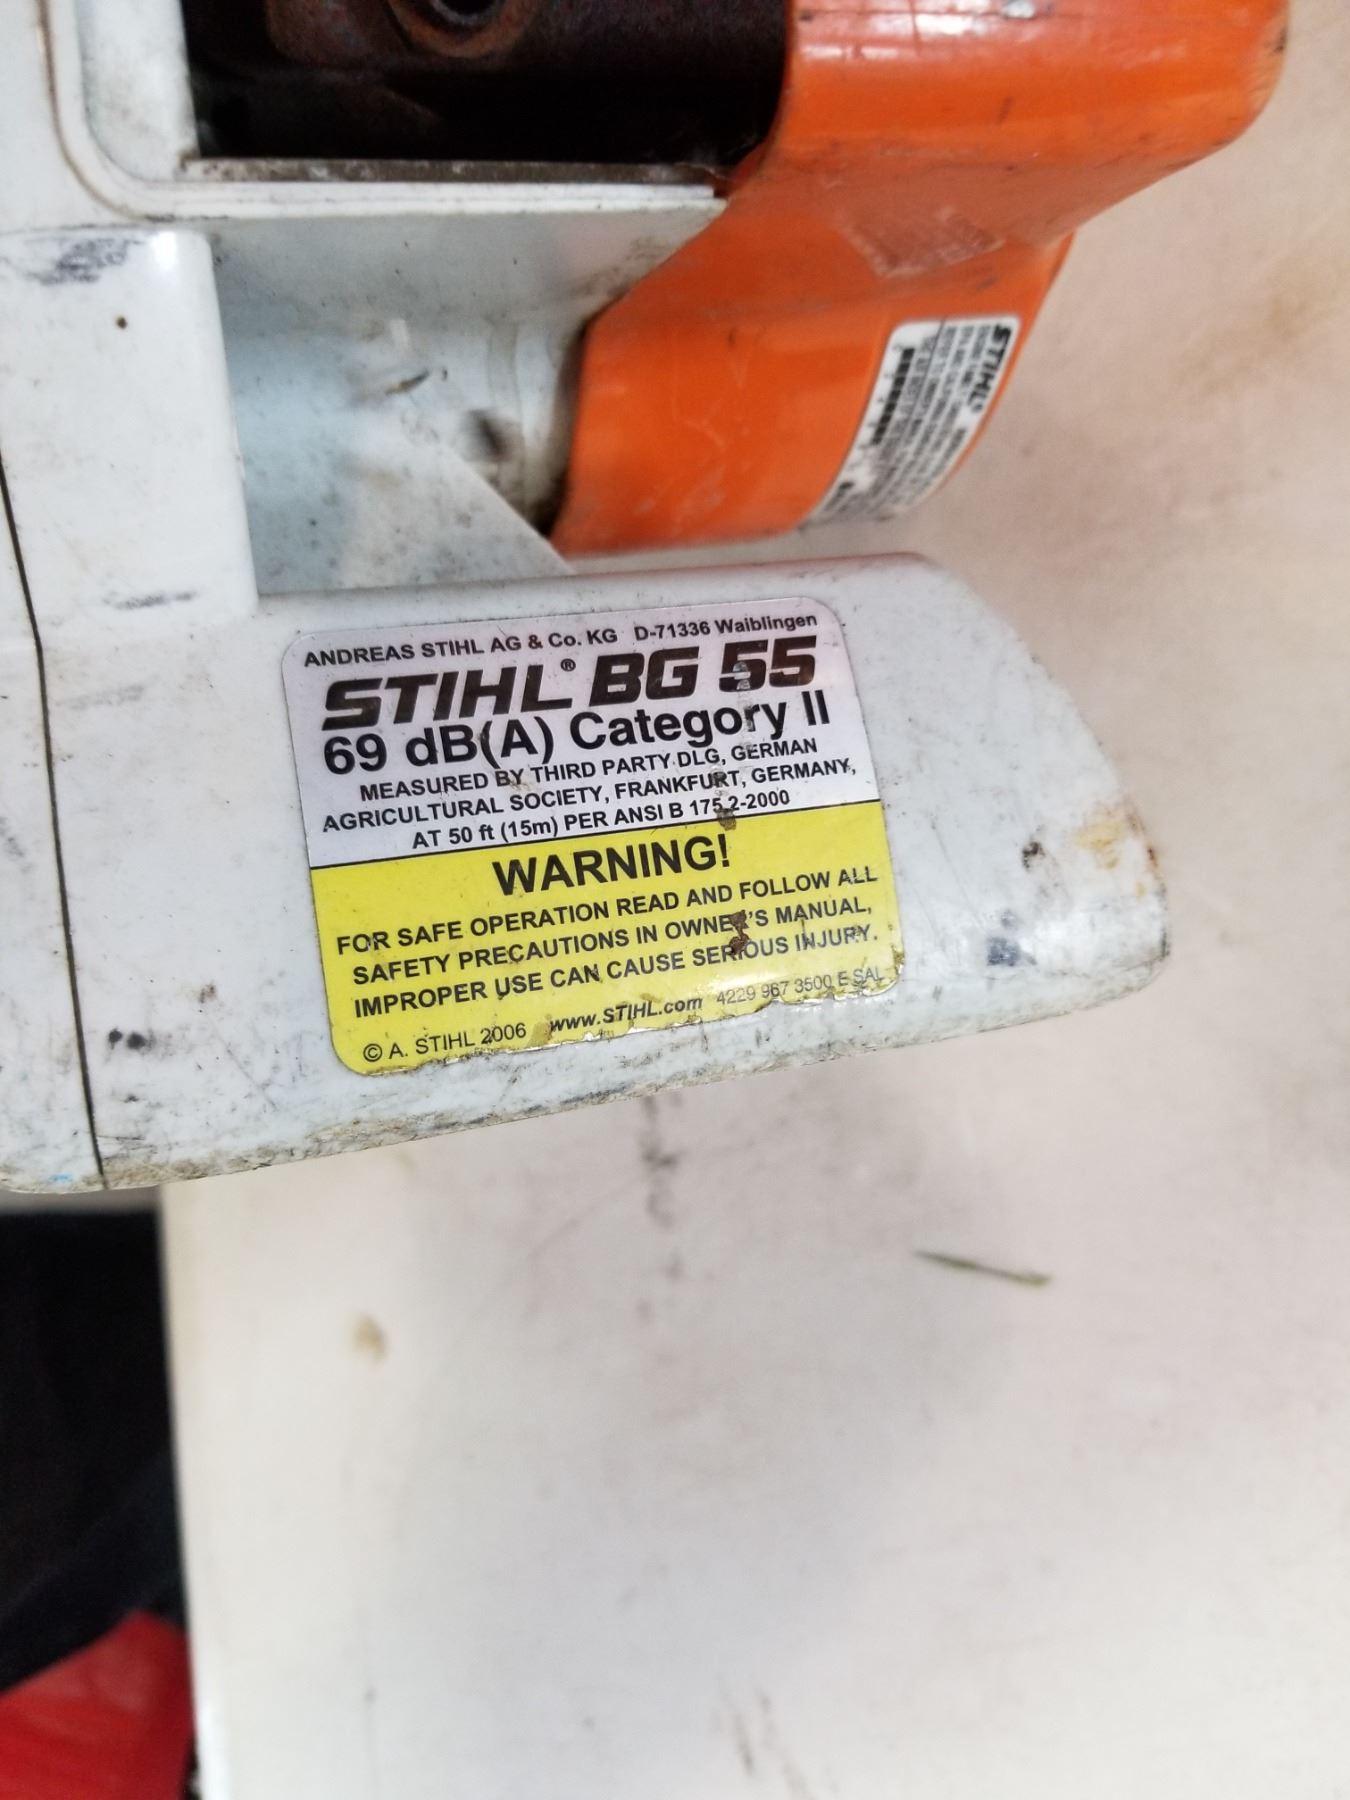 ANDREAS STIHL AG & Co. KG D-71336 Waiblingen
STIHL® BG 55
69 dB(A) Category II
MEASURED BY THIRD PARTY DLG, GERMAN
AGRICULTURAL SOCIETY, FRANKFURT, GERMANY,
AT 50 ft (15m) PER ANSI B 175.2-2000
WARNING!
FOR SAFE OPERATION READ AND FOLLOW ALL
SAFETY PRECAUTIONS IN OWNER'S MANUAL,
IMPROPER USE CAN CAUSE SERIOUS INJURY.
© A. STIHL 2006 www.STIHL.com 4229 967 3500 E SAL
STIHL®